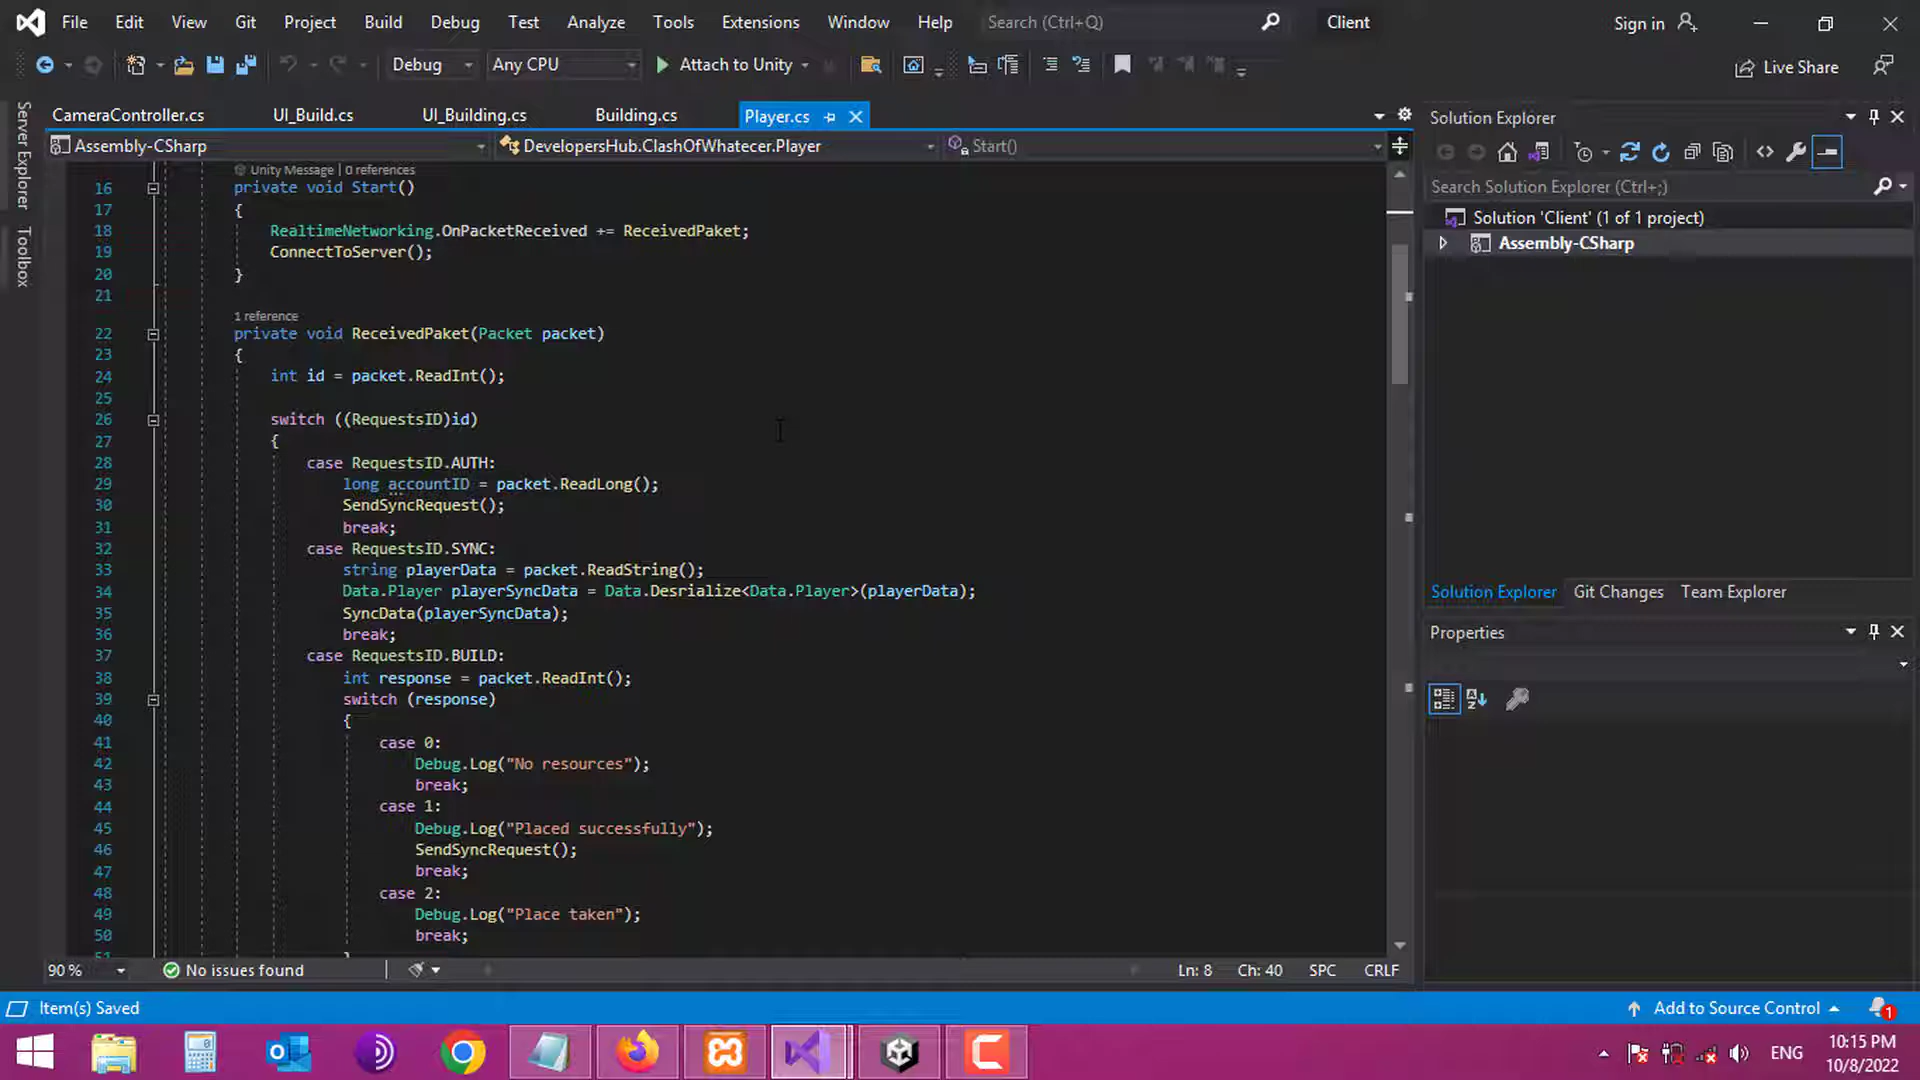 File Edit View Git Project Build Debug Test Analyze Tools Extensions Window Help Search (Ctrl+Q) Client Sign in
Debug Any CPU Attach to Unity Live Share
Server Explorer
Toolbox
CameraController.cs UI_Build.cs UI_Building.cs Building.cs Player.cs
Assembly-CSharp DevelopersHub.ClashOfWhatecer.Player Start()
Unity Message | 0 references
16 private void Start()
17 {
18 RealtimeNetworking.OnPacketReceived += ReceivedPaket;
19 ConnectToServer();
20 }
21
1 reference
22 private void ReceivedPaket(Packet packet)
23 {
24 int id = packet.ReadInt();
25
26 switch ((RequestsID)id)
27 {
28 case RequestsID.AUTH:
29 long accountID = packet.ReadLong();
30 SendSyncRequest();
31 break;
32 case RequestsID.SYNC:
33 string playerData = packet.ReadString();
34 Data.Player playerSyncData = Data.Desrialize<Data.Player>(playerData);
35 SyncData(playerSyncData);
36 break;
37 case RequestsID.BUILD:
38 int response = packet.ReadInt();
39 switch (response)
40 {
41 case 0:
42 Debug.Log("No resources");
43 break;
44 case 1:
45 Debug.Log("Placed successfully");
46 SendSyncRequest();
47 break;
48 case 2:
49 Debug.Log("Place taken");
50 break;
51 }
90 % No issues found Ln: 8 Ch: 40 SPC CRLF
Solution Explorer
Search Solution Explorer (Ctrl+;)
Solution 'Client' (1 of 1 project)
Assembly-CSharp
Solution Explorer Git Changes Team Explorer
Properties
Item(s) Saved Add to Source Control 1
ENG 10:15 PM
10/8/2022